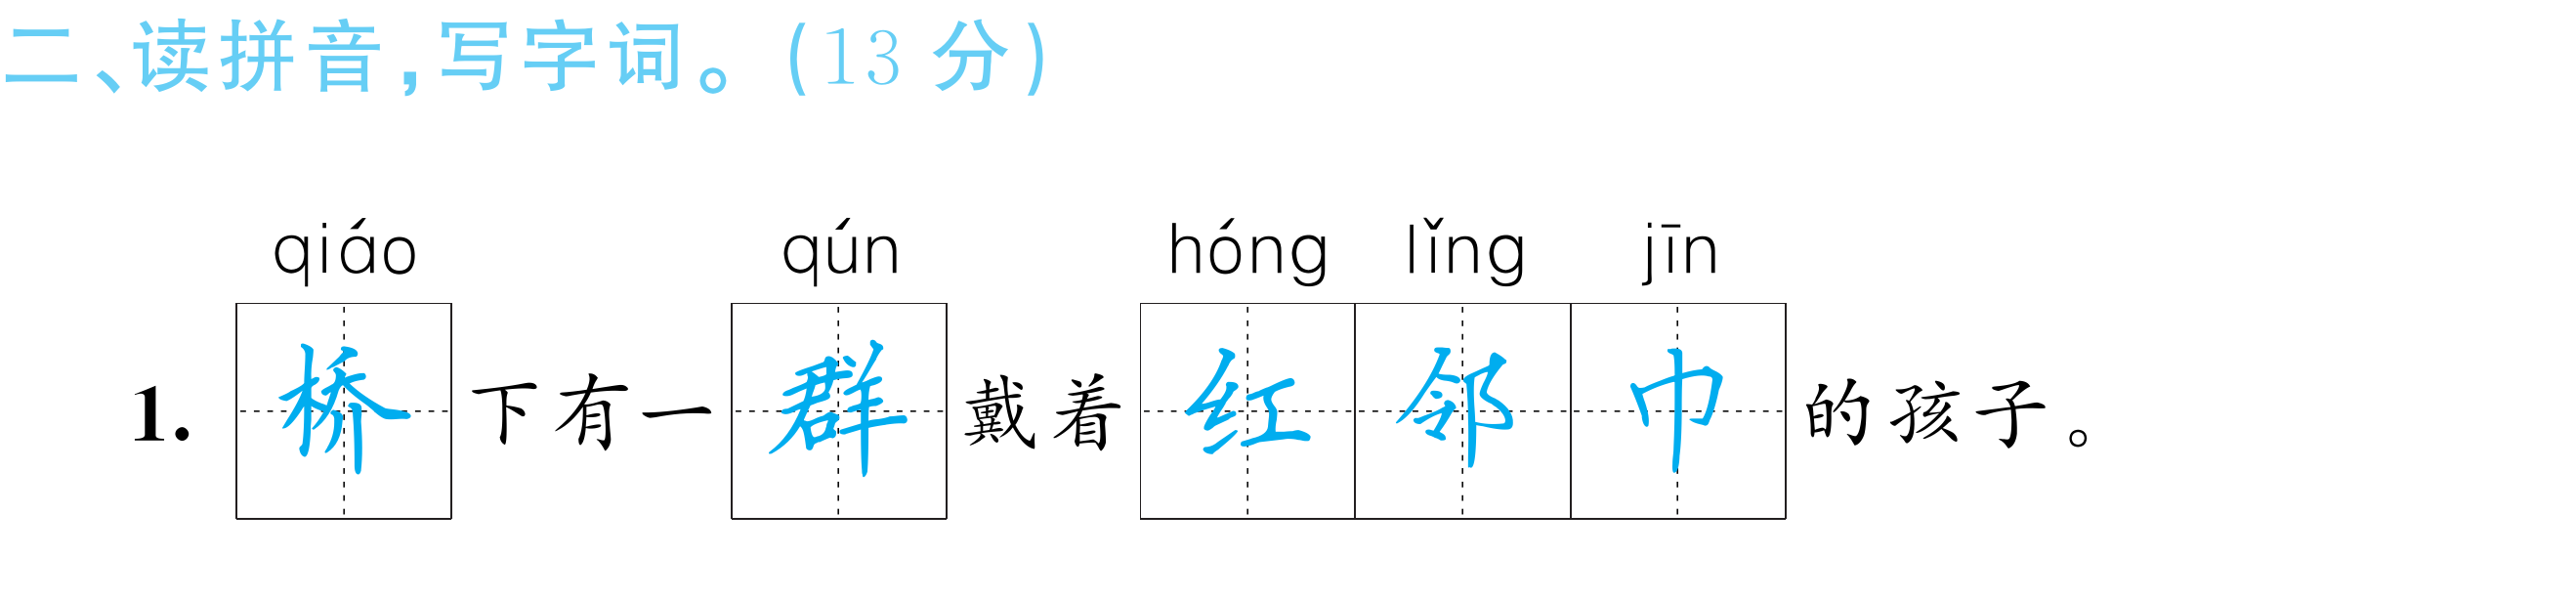 二、读拼音,写字词。(13 分)
qiáo qún hóng lǐng jīn
1. 桥下有一群戴着红邻巾的孩子。